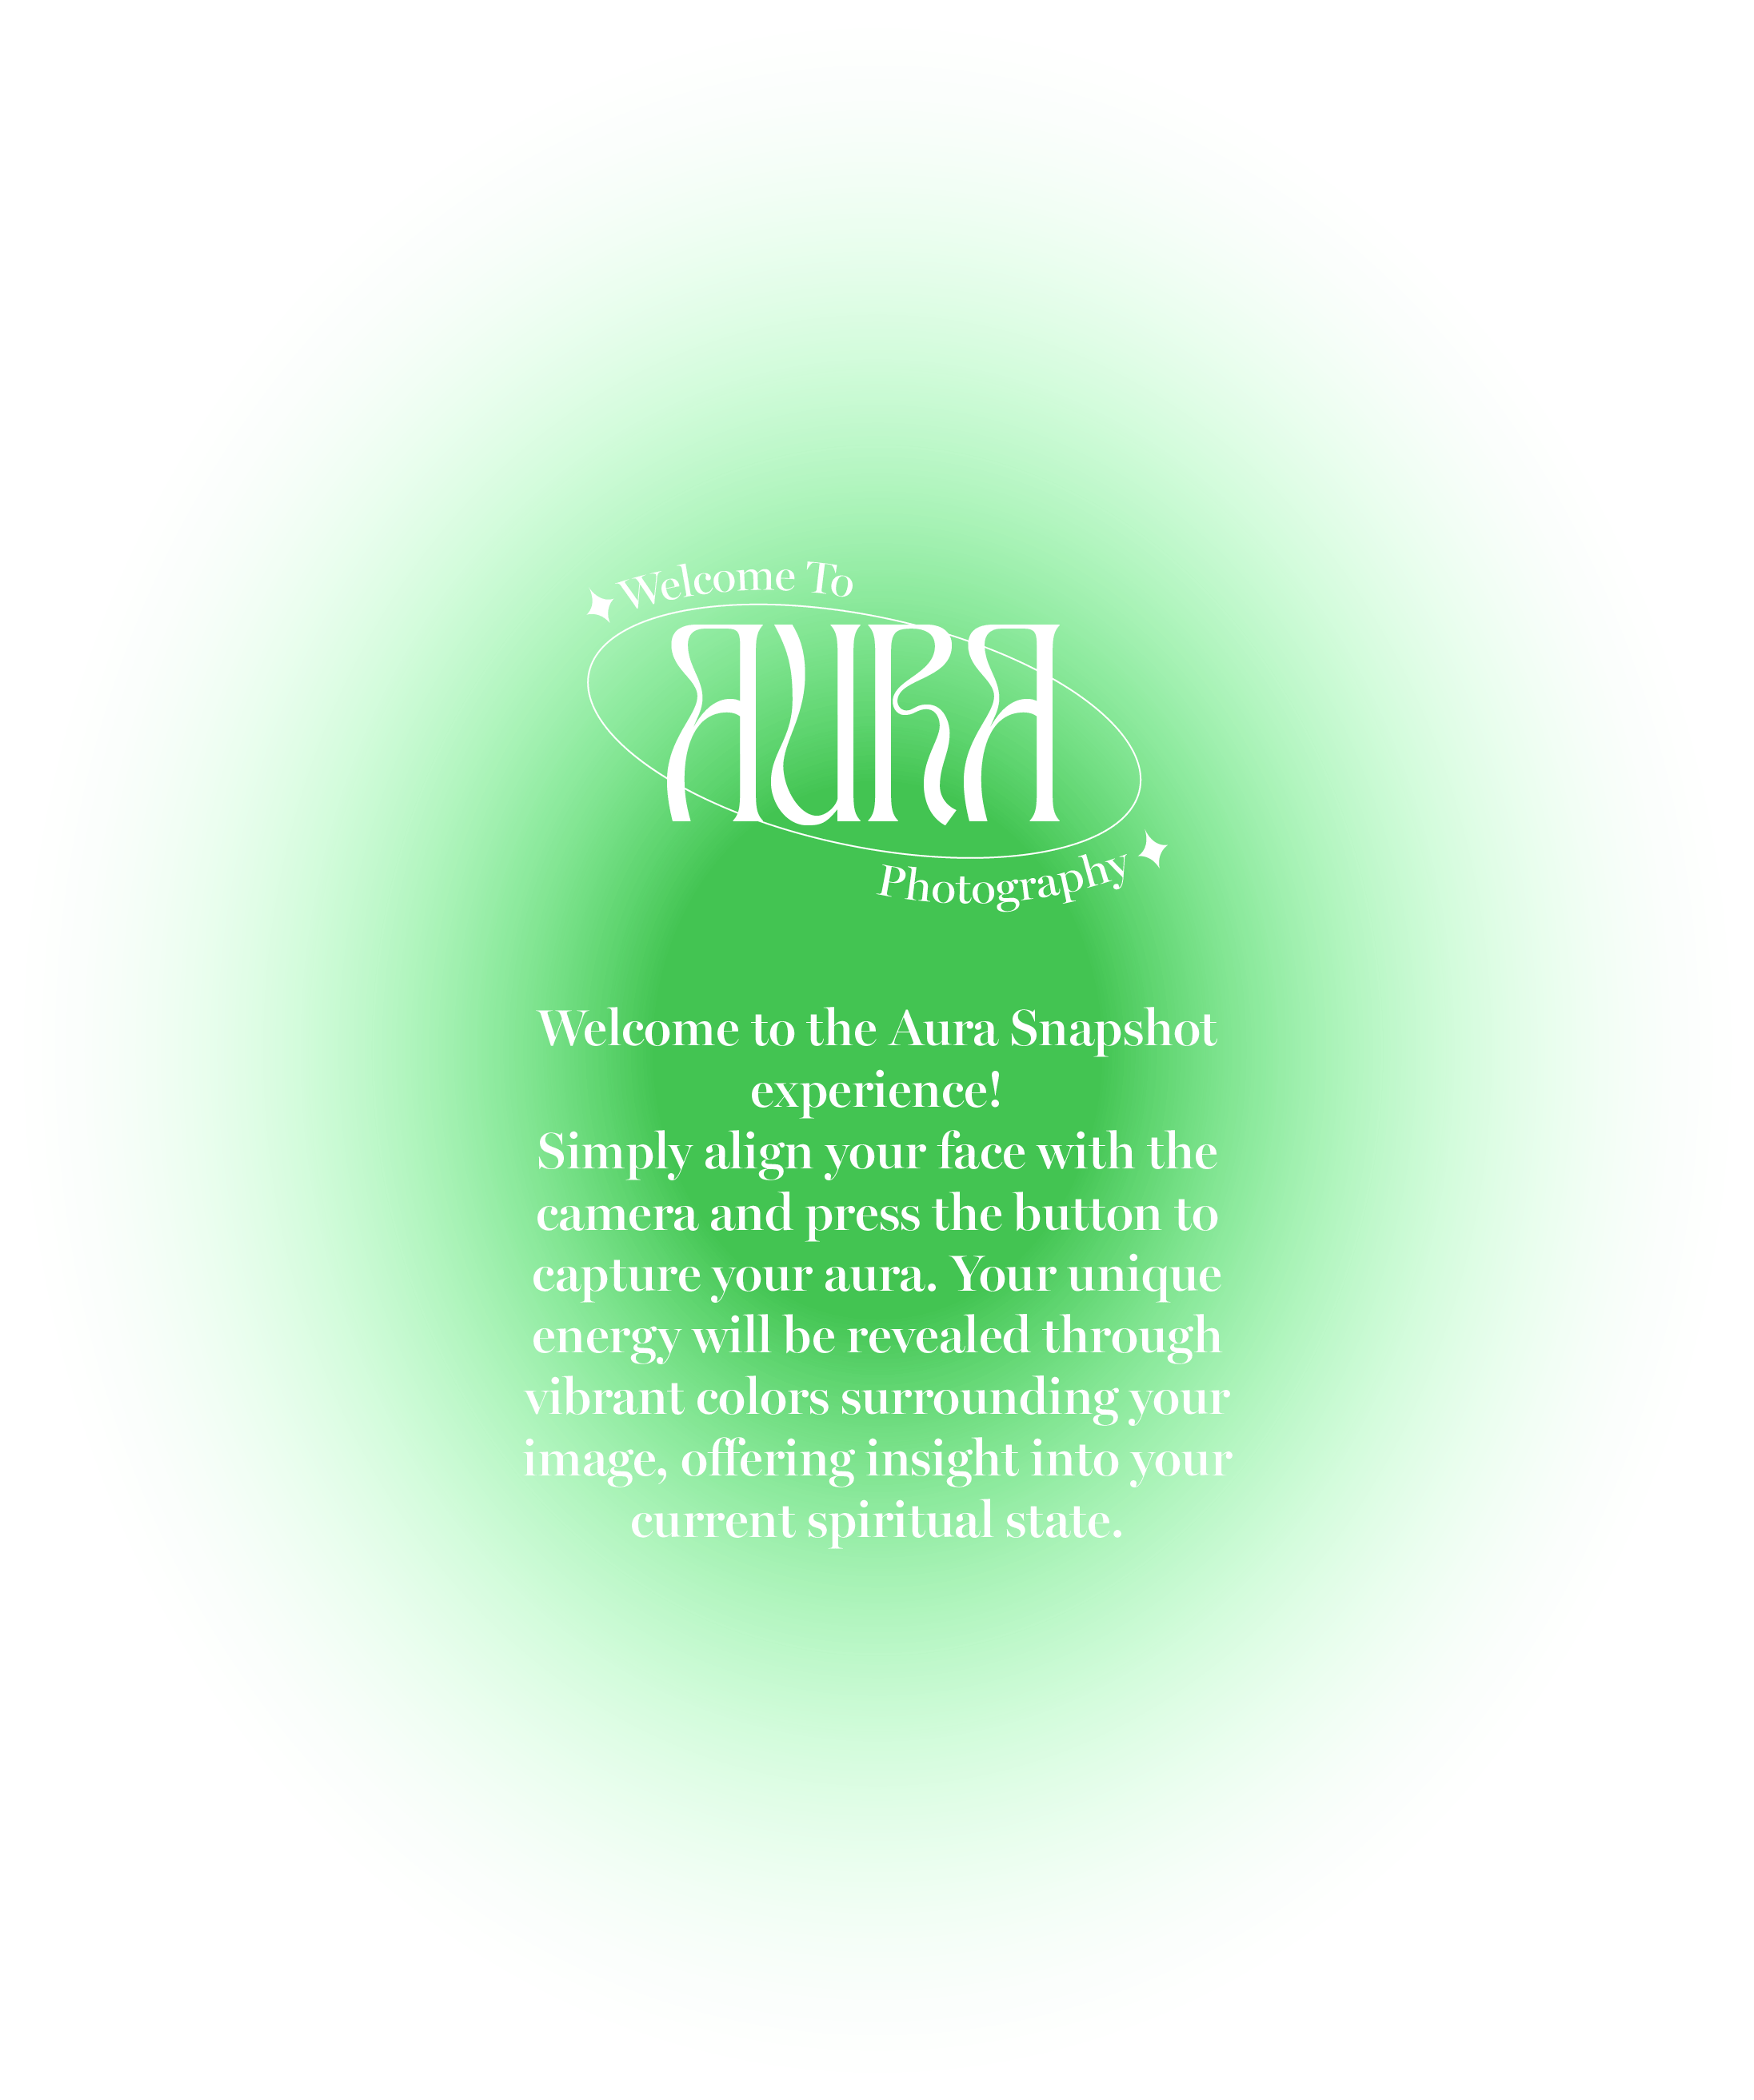 Welcome To
AURA
Photography
Welcome to the Aura Snapshot
experience!
Simply align your face with the
camera and press the button to
capture your aura. Your unique
energy will be revealed through
vibrant colors surrounding your
image, offering insight into your
current spiritual state.